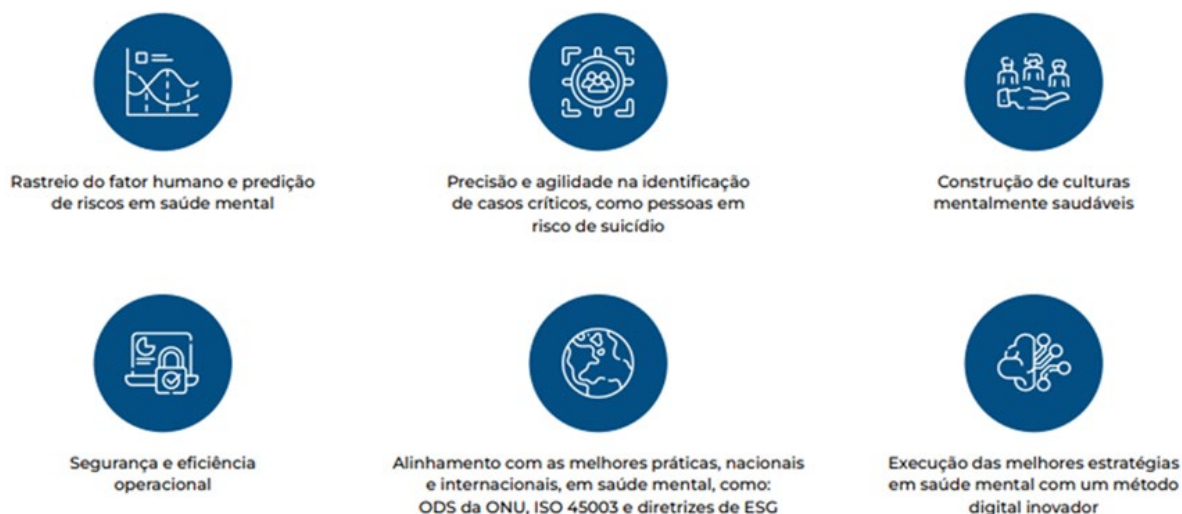 Rastreio do fator humano e predição
de riscos em saúde mental
Precisão e agilidade na identificação
de casos críticos, como pessoas em
risco de suicídio
Construção de culturas
mentalmente saudáveis
Segurança e eficiência
operacional
Alinhamento com as melhores práticas, nacionais
e internacionais, em saúde mental, como:
ODS da ONU, ISO 45003 e diretrizes de ESG
Execução das melhores estratégias
em saúde mental com um método
digital inovador